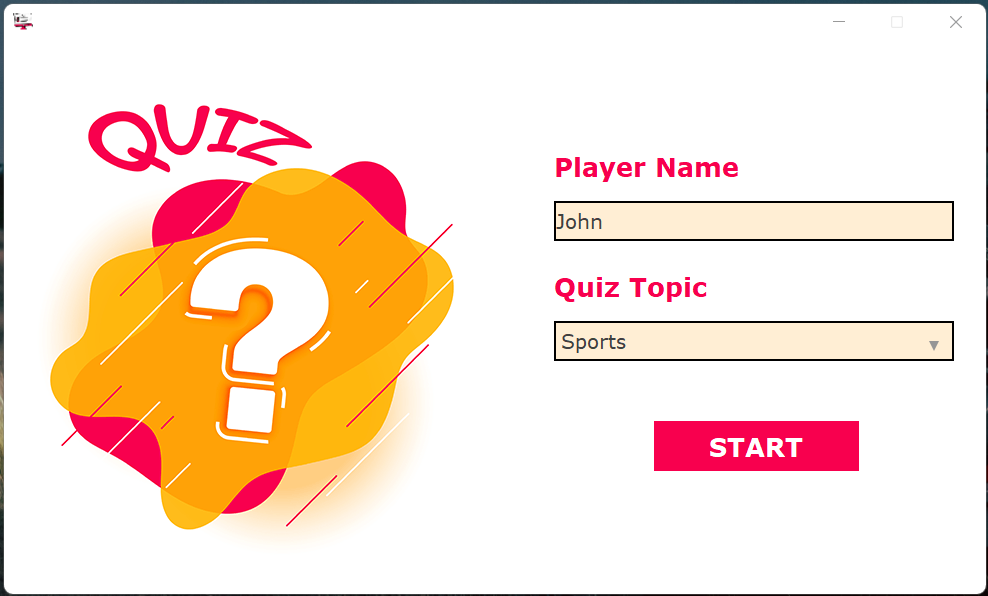 QUIZ
?
Player Name
John
Quiz Topic
Sports
START